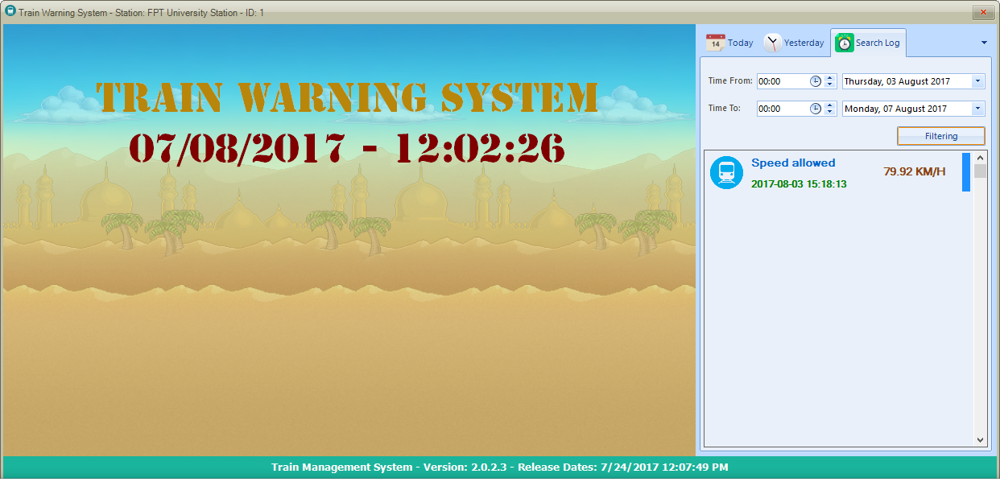 Train Warning System - Station: FPT University Station - ID: 1
TRAIN WARNING SYSTEM
07/08/2017 - 12:02:26
14 Today Yesterday Search Log
Time From: 00:00 Thursday, 03 August 2017
Time To: 00:00 Monday, 07 August 2017
Filtering
Speed allowed
79.92 KM/H
2017-08-03 15:18:13
Train Management System - Version: 2.0.2.3 - Release Dates: 7/24/2017 12:07:49 PM